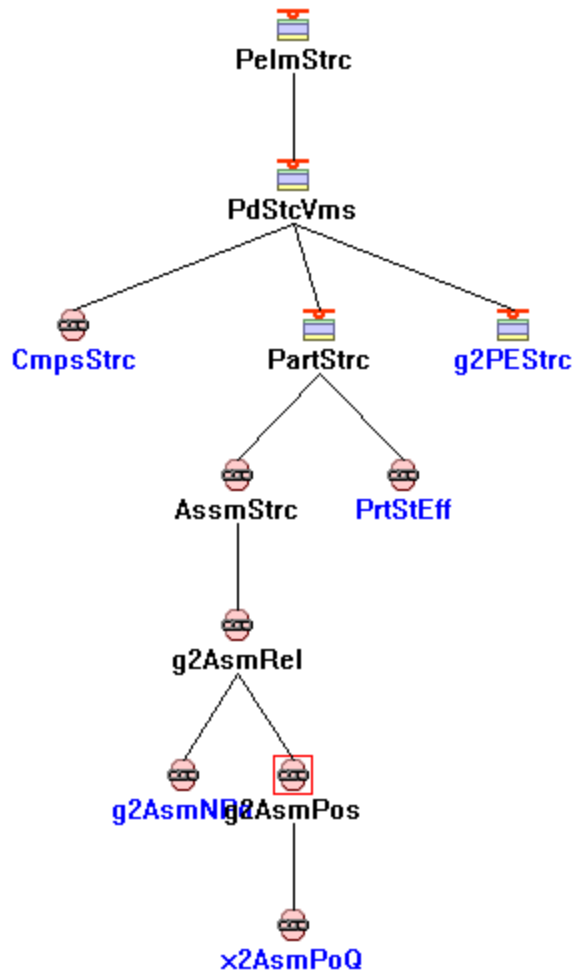 PelmStrc
PdStcVms
CmpsStrc
PartStrc
g2PEStrc
AssmStrc
PrtStEff
g2AsmRel
g2AsmPos
x2AsmPoQ